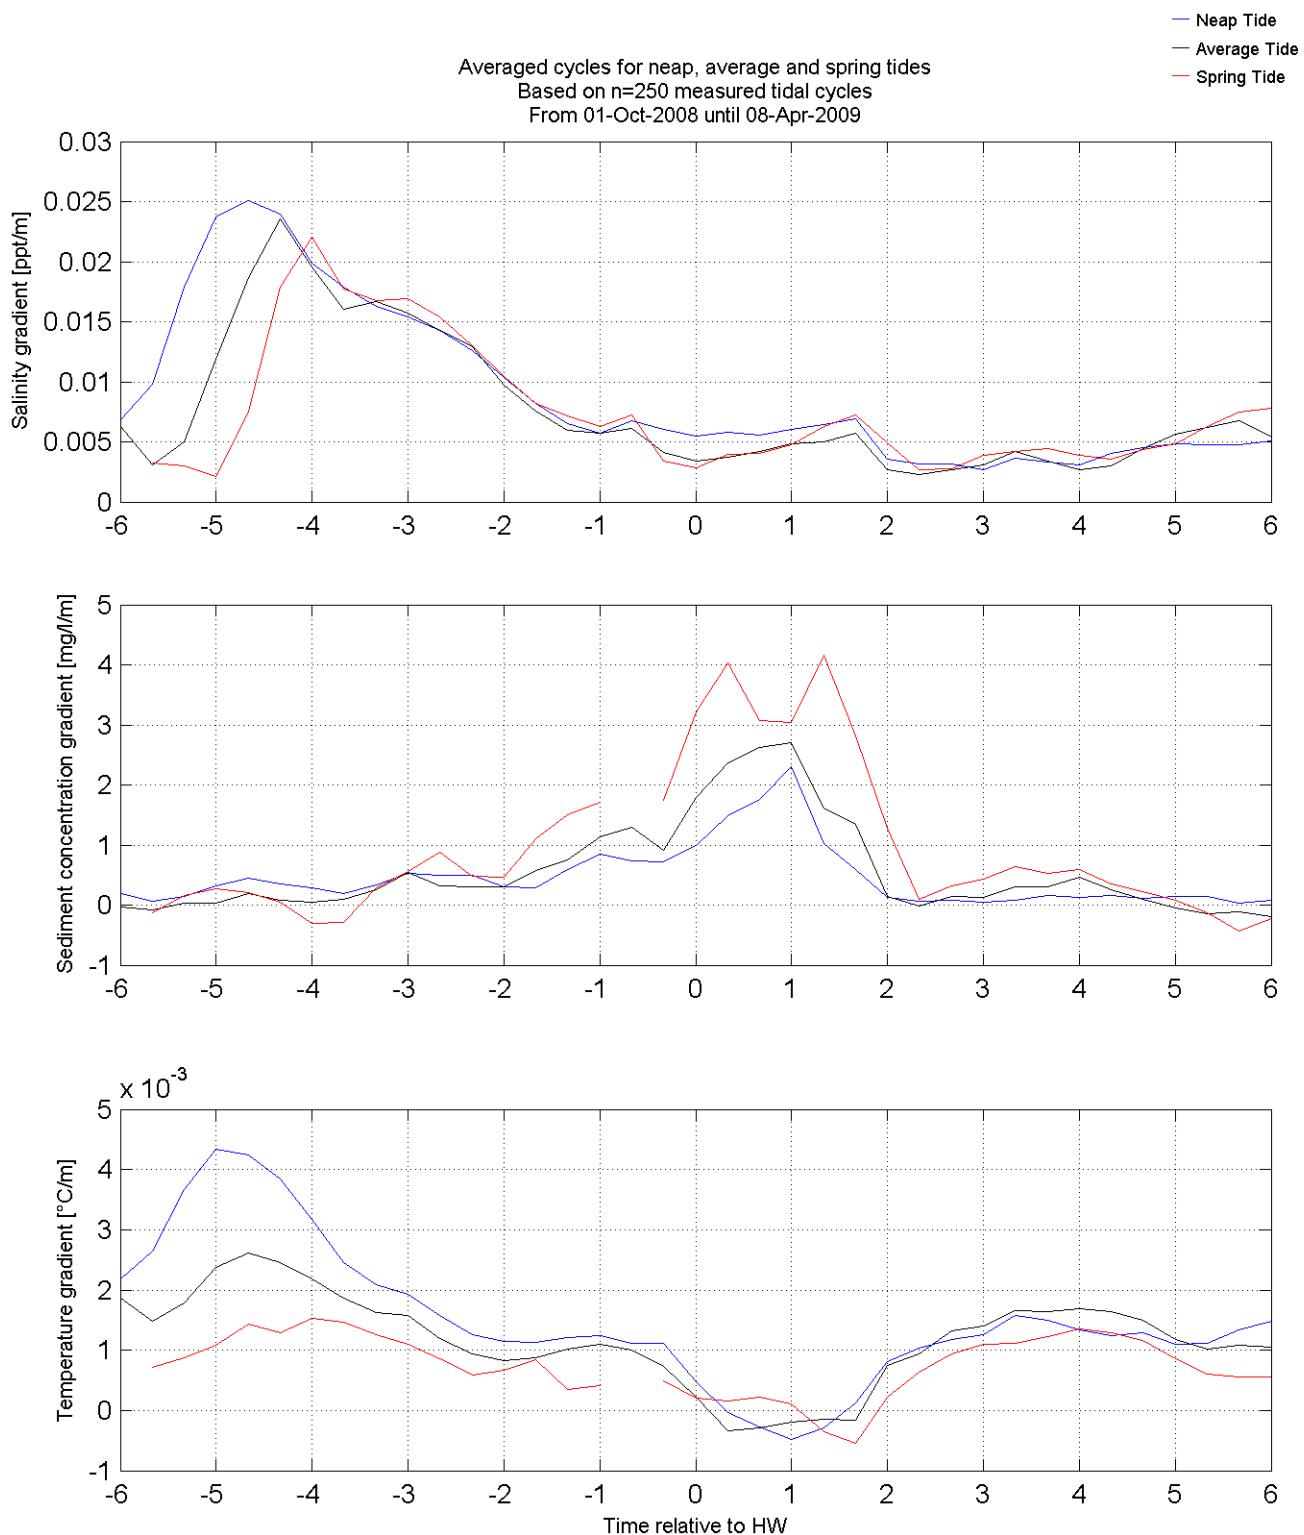 Neap Tide
Average Tide
Spring Tide
Averaged cycles for neap, average and spring tides
Based on n=250 measured tidal cycles
From 01-Oct-2008 until 08-Apr-2009
Salinity gradient [ppt/m]
0.03
0.025
0.02
0.015
0.01
0.005
0
-6 -5 -4 -3 -2 -1 0 1 2 3 4 5 6
Sediment concentration gradient [mg/l/m]
5
4
3
2
1
0
-1
-6 -5 -4 -3 -2 -1 0 1 2 3 4 5 6
x 10-3
Temperature gradient [°C/m]
5
4
3
2
1
0
-1
-6 -5 -4 -3 -2 -1 0 1 2 3 4 5 6
Time relative to HW